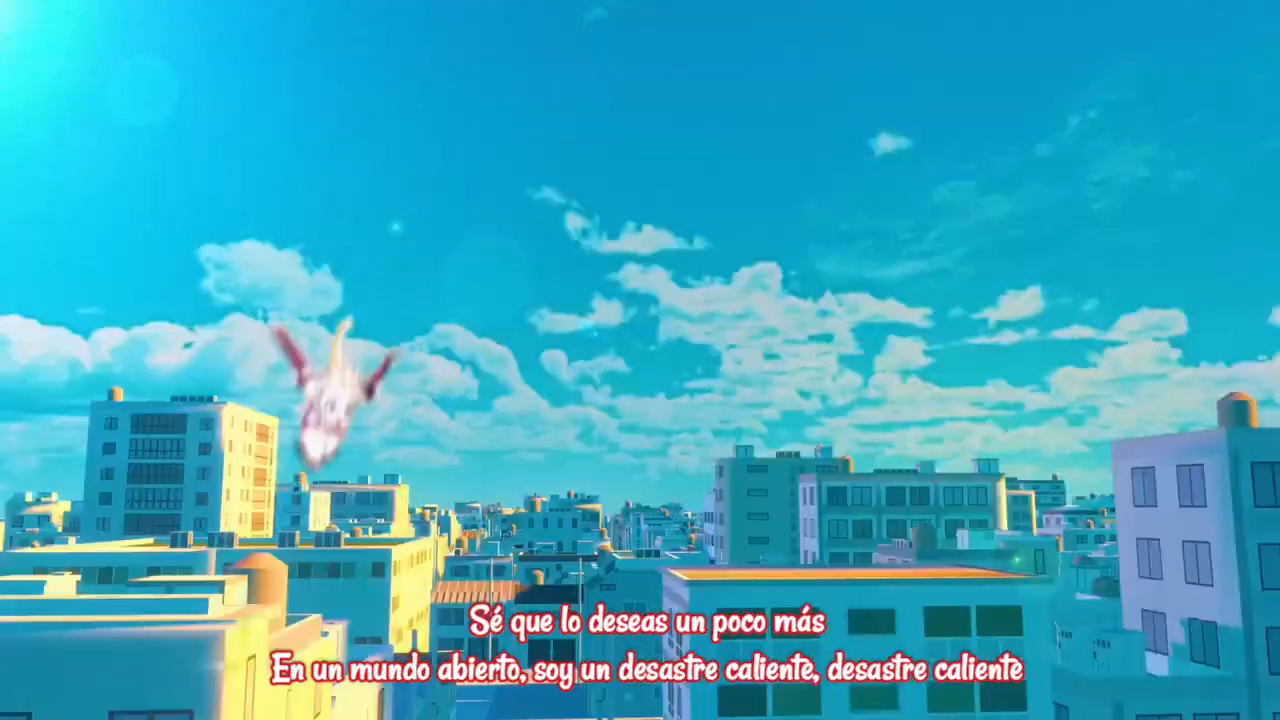 Sé que lo deseas un poco más
En un mundo abierto, soy un desastre caliente, desastre caliente